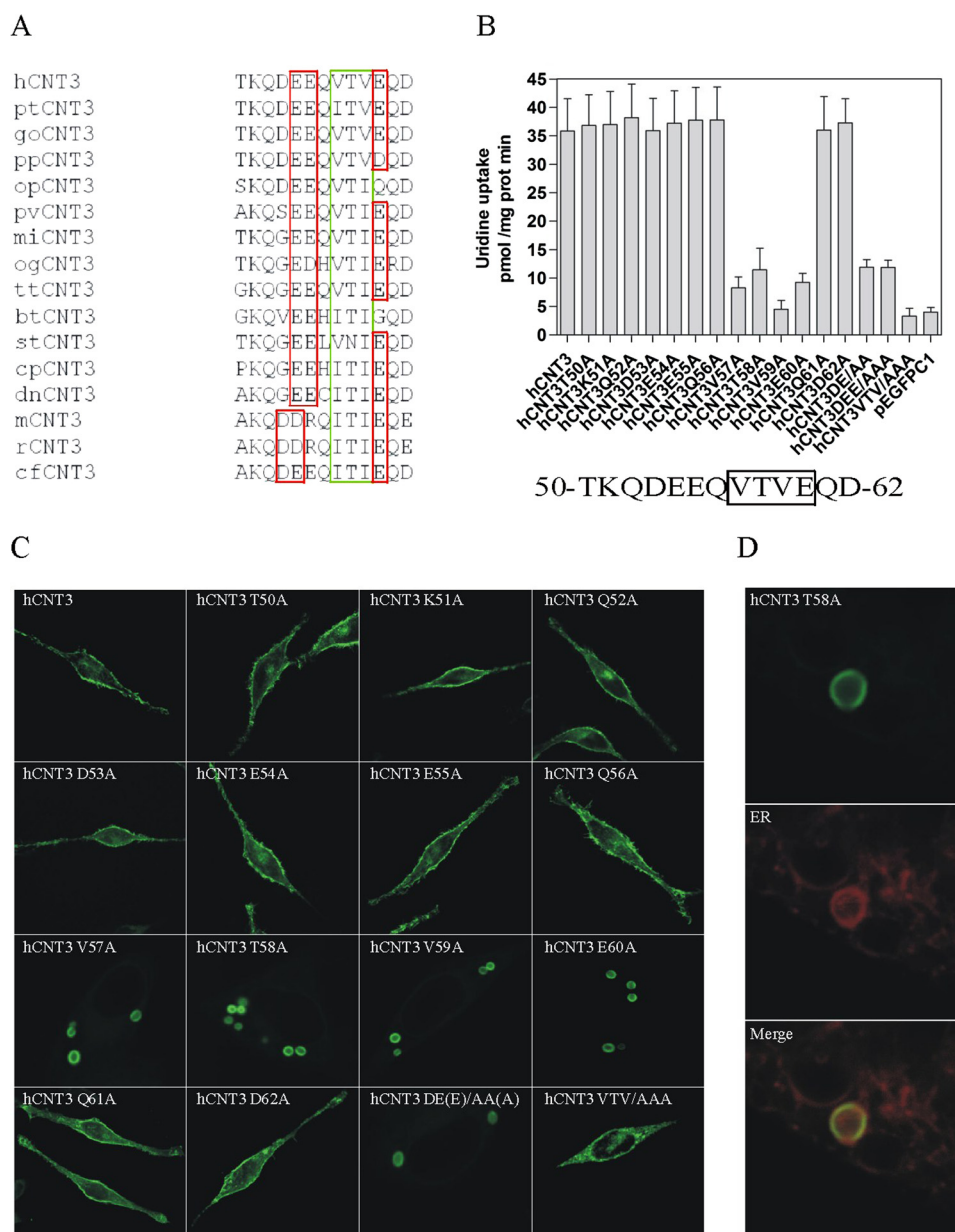 A
hCNT3 TKQDEEQVTVEQD
ptCNT3 TKQDEEQITVEQD
goCNT3 TKQDEEQVTVEQD
ppCNT3 TKQDEEQVTVDQD
opCNT3 SKQDEEQVTIQQD
pvCNT3 AKQSEEQVTIEQD
miCNT3 TKQGEEQVTIEQD
ogCNT3 TKQGEDHVTIERD
ttCNT3 GKQGEEQVTIEQD
btCNT3 GKQVEEHITIGQD
stCNT3 TKQGEELVNIEQD
cpCNT3 PKQGEEHITIEQD
dnCNT3 AKQGEECITIEQD
mCNT3 AKQDDRQITIEQE
rCNT3 AKQDDRQITIEQE
cfCNT3 AKQDEEQITIEQD
B
Uridine uptake
pmol /mg prot min
45
40
35
30
25
20
15
10
5
0
hCNT3
hCNT3T50A
hCNT3K51A
hCNT3Q52A
hCNT3D53A
hCNT3E54A
hCNT3E55A
hCNT3Q56A
hCNT3V57A
hCNT3T58A
hCNT3V59A
hCNT3E60A
hCNT3Q61A
hCNT3D62A
hCNT3DE/AA
hCNT3DEE/AAA
hCNT3VTV/AAA
pEGFPC1
50-TKQDEEQVTVEQD-62
C
hCNT3
hCNT3 T50A
hCNT3 K51A
hCNT3 Q52A
hCNT3 D53A
hCNT3 E54A
hCNT3 E55A
hCNT3 Q56A
hCNT3 V57A
hCNT3 T58A
hCNT3 V59A
hCNT3 E60A
hCNT3 Q61A
hCNT3 D62A
hCNT3 DE(E)/AA(A)
hCNT3 VTV/AAA
D
hCNT3 T58A
ER
Merge